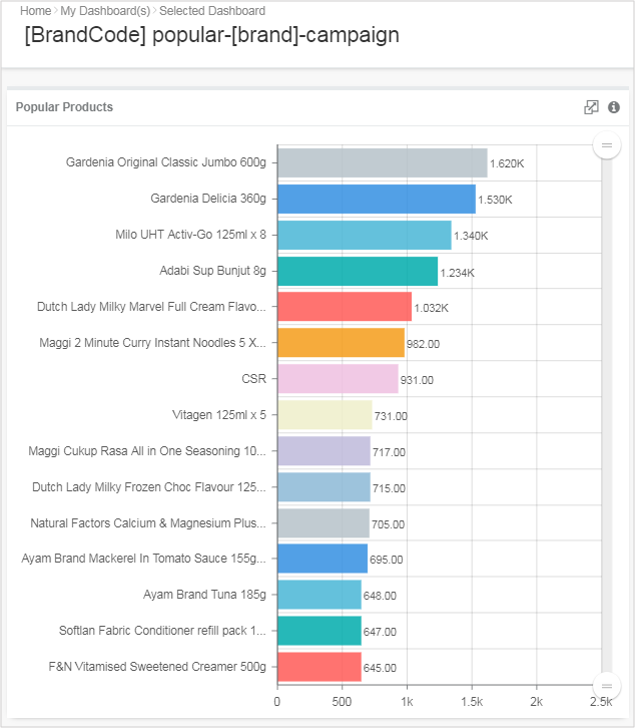 Home > My Dashboard(s) > Selected Dashboard
[BrandCode] popular-[brand]-campaign
Popular Products
Gardenia Original Classic Jumbo 600g 1.620K
Gardenia Delicia 360g 1.530K
Milo UHT Activ-Go 125ml x 8 1.340K
Adabi Sup Bunjut 8g 1.234K
Dutch Lady Milky Marvel Full Cream Flavo... 1.032K
Maggi 2 Minute Curry Instant Noodles 5 X... 982.00
CSR 931.00
Vitagen 125ml x 5 731.00
Maggi Cukup Rasa All in One Seasoning 10... 717.00
Dutch Lady Milky Frozen Choc Flavour 125... 715.00
Natural Factors Calcium & Magnesium Plus... 705.00
Ayam Brand Mackerel In Tomato Sauce 155g... 695.00
Ayam Brand Tuna 185g 648.00
Softlan Fabric Conditioner refill pack 1... 647.00
F&N Vitamised Sweetened Creamer 500g 645.00
0 500 1k 1.5k 2k 2.5k